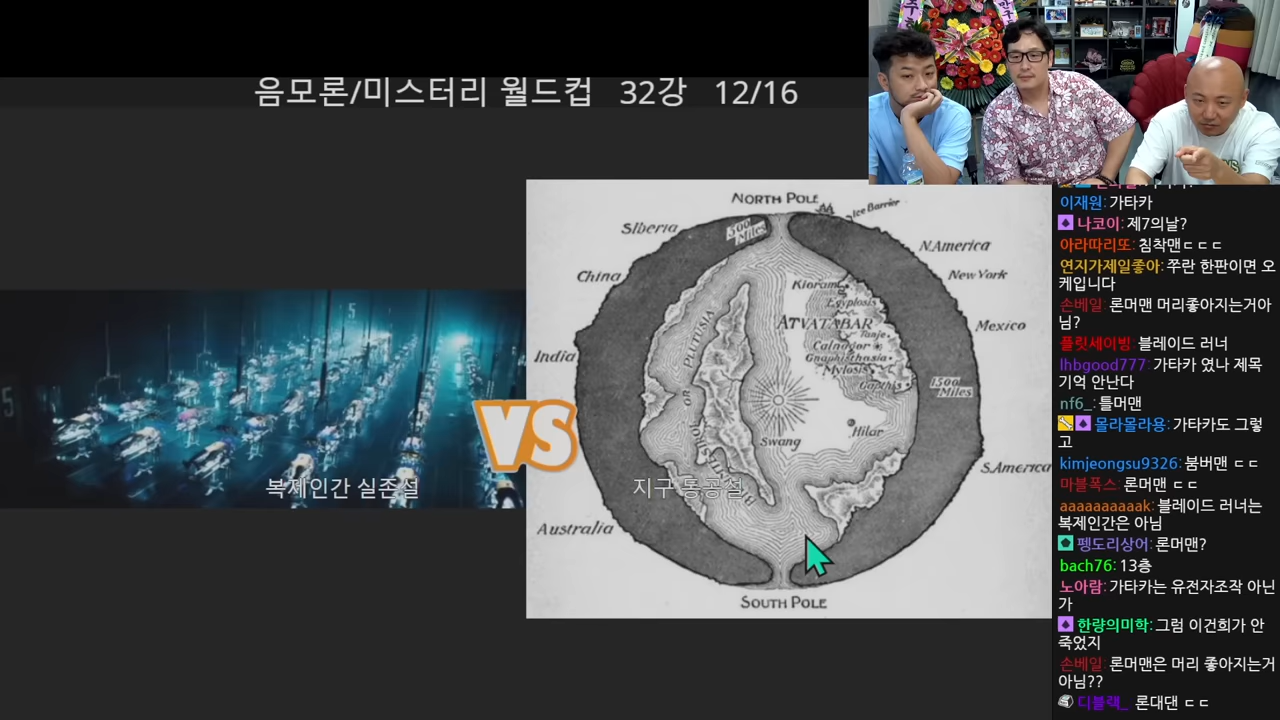 음모론/미스터리 월드컵 32강 12/16
복제인간 실존설
VS
지구 동공설
NORTH POLE
Ice Barrier
500 Miles
Siberia
China
India
Australia
N. America
New York
Mexico
S. America
1500 Miles
Kioram
Egyplosis
ATVATABAR
Tanje
Calnogor
Gnaphisthasia
Mylosis
Gapthis
Hilar
Swang
OR PLUTUSIA
SOUTH POLE
이재원: 가타카
나코이: 제7의날?
아라따리또: 침착맨ㄷㄷㄷ
연지가제일좋아: 쭈란 한판이면 오
케입니다
손베일: 론머맨 머리좋아지는거아
님?
플릿세이빙: 블레이드 러너
lhbgood777: 가타카 였나 제목
기억 안난다
nf6_: 틀머맨
몰라몰라용: 가타카도 그렇
고
kimjeongsu9326: 붐버맨 ㄷㄷ
마블폭스: 론머맨 ㄷㄷ
aaaaaaaaaak: 블레이드 러너는
복제인간은 아님
펭도리상어: 론머맨?
bach76: 13층
노아람: 가타카는 유전자조작 아닌
가
한량의미학: 그럼 이건희가 안
죽었지
손베일: 론머맨은 머리 좋아지는거
아님??
디블랙_ 론대댄 ㄷㄷ